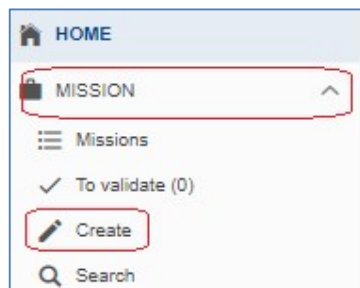 HOME
MISSION
Missions
To validate (0)
Create
Search